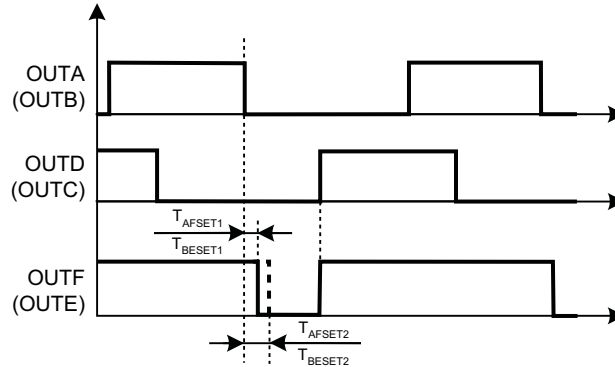 OUTA
(OUTB)
OUTD
(OUTC)
TAFSET1
TBESET1
OUTF
(OUTE)
TAFSET2
TBESET2